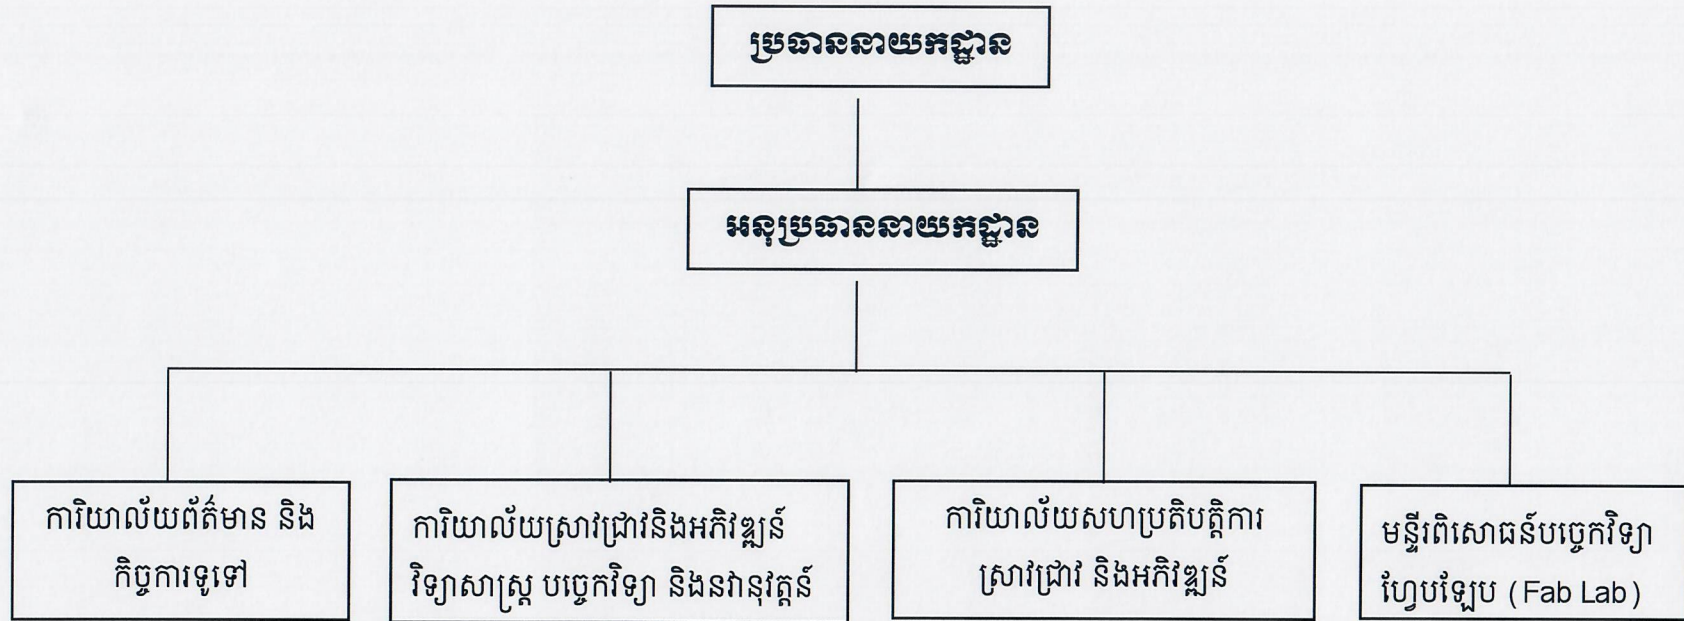 ប្រធាននាយកដ្ឋាន
អនុប្រធាននាយកដ្ឋាន
ការិយាល័យព័ត៌មាន និង
កិច្ចការទូទៅ
ការិយាល័យស្រាវជ្រាវនិងអភិវឌ្ឍន៍
វិទ្យាសាស្ត្រ បច្ចេកវិទ្យា និងនវានុវត្តន៍
ការិយាល័យសហប្រតិបត្តិការ
ស្រាវជ្រាវ និងអភិវឌ្ឍន៍
មន្ទីរពិសោធន៍បច្ចេកវិទ្យា
ហ្វែបឡែប (Fab Lab)